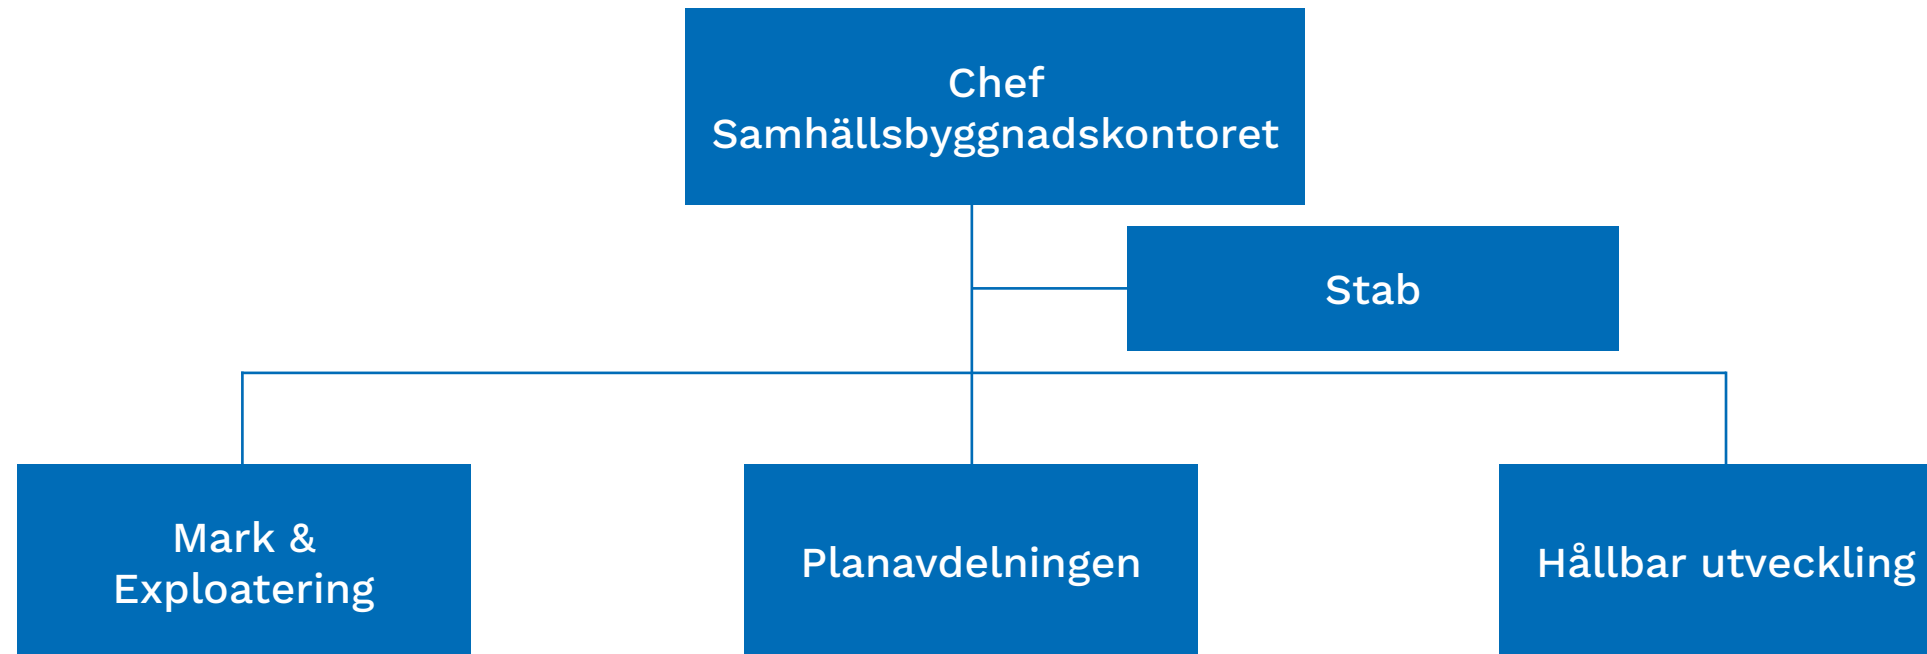 Chef
Samhällsbyggnadskontoret
Stab
Mark &
Exploatering
Planavdelningen
Hållbar utveckling